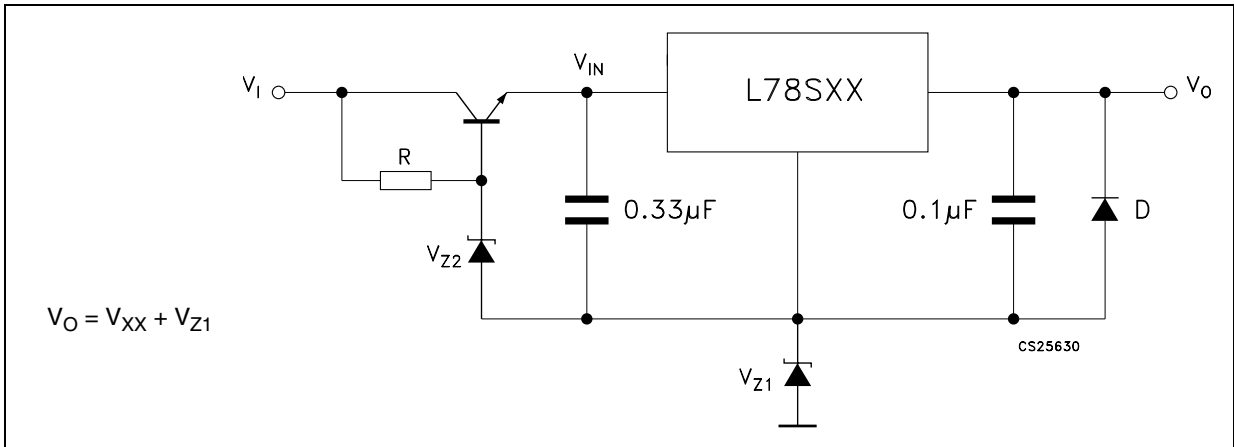 V_IN
L78SXX
V_I
V_O
R
0.33µF
0.1µF
D
V_Z2
V_O = V_XX + V_Z1
CS25630
V_Z1